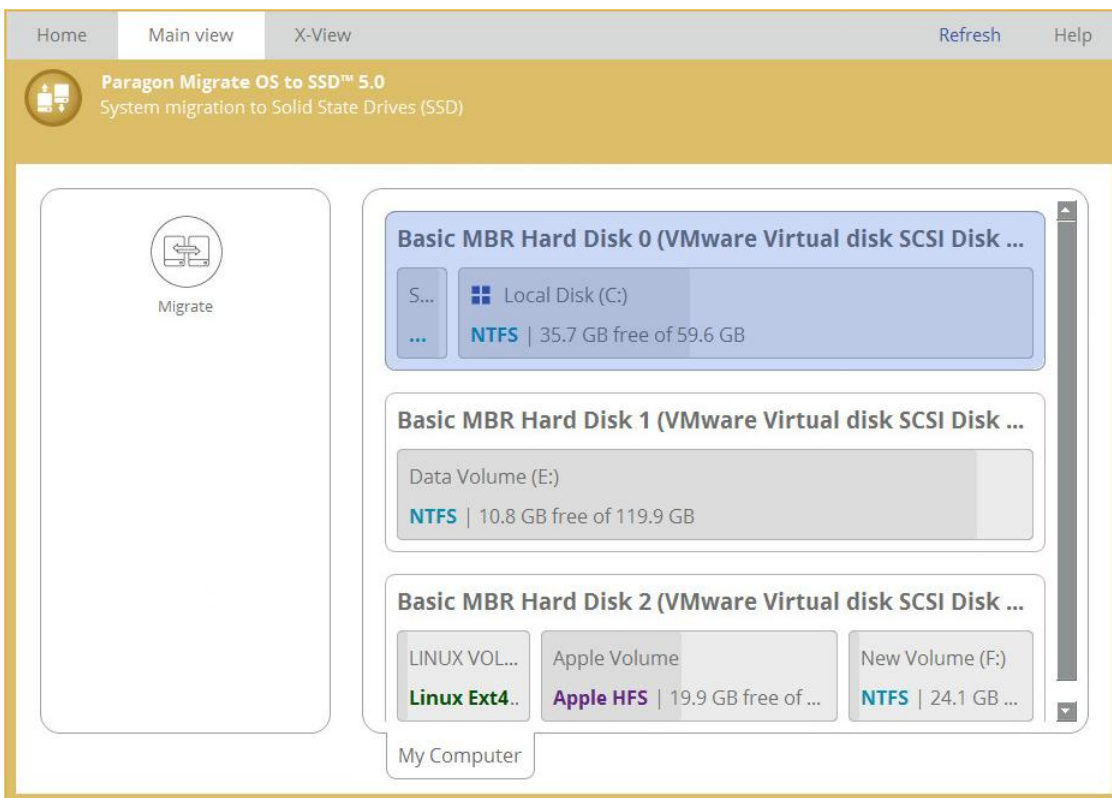 Home Main view X-View Refresh Help
Paragon Migrate OS to SSD™ 5.0
System migration to Solid State Drives (SSD)
Migrate
Basic MBR Hard Disk 0 (VMware Virtual disk SCSI Disk ...
S...
...
Local Disk (C:)
NTFS | 35.7 GB free of 59.6 GB
Basic MBR Hard Disk 1 (VMware Virtual disk SCSI Disk ...
Data Volume (E:)
NTFS | 10.8 GB free of 119.9 GB
Basic MBR Hard Disk 2 (VMware Virtual disk SCSI Disk ...
LINUX VOL...
Linux Ext4..
Apple Volume
Apple HFS | 19.9 GB free of ...
New Volume (F:)
NTFS | 24.1 GB ...
My Computer